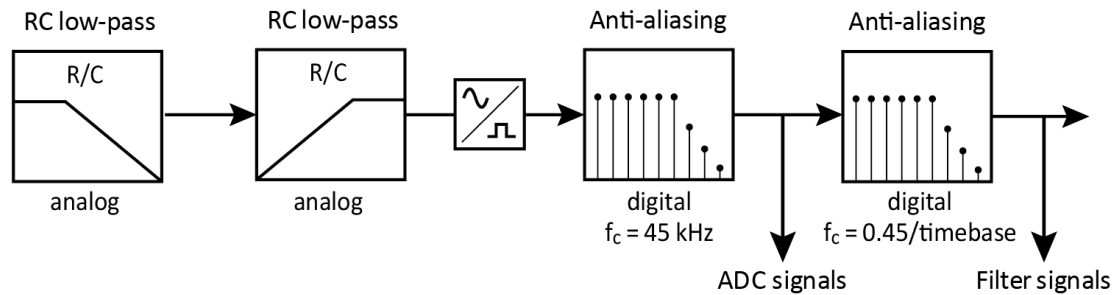 RC low-pass
RC low-pass
Anti-aliasing
Anti-aliasing
R/C
R/C
analog
analog
digital
digital
fc = 45 kHz
fc = 0.45/timebase
ADC signals
Filter signals